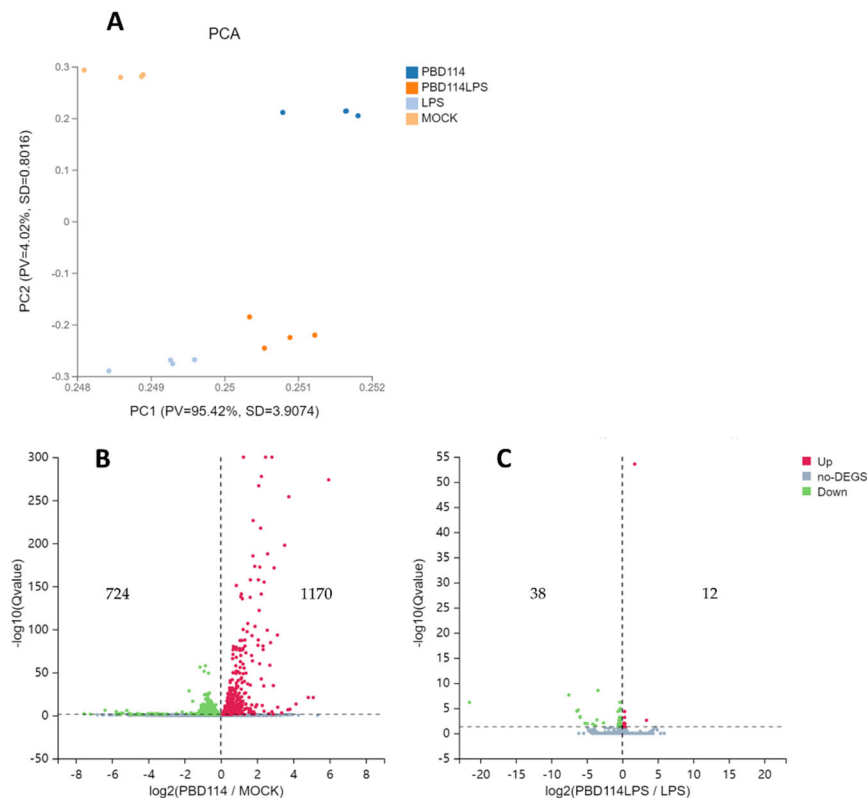 A
PCA
PBD114
PBD114LPS
LPS
MOCK
0.3
0.2
0.1
0
-0.1
-0.2
-0.3
PC2 (PV=4.02%, SD=0.8016)
0.248 0.249 0.25 0.251 0.252
PC1 (PV=95.42%, SD=3.9074)
B
300
250
200
150
100
50
0
-50
-log10(Qvalue)
724 1170
-8 -6 -4 -2 0 2 4 6 8
log2(PBD114 / MOCK)
C
55
50
45
40
35
30
25
20
15
10
5
0
-5
-log10(Qvalue)
38 12
-20 -15 -10 -5 0 5 10 15 20
log2(PBD114LPS / LPS)
Up
no-DEGS
Down